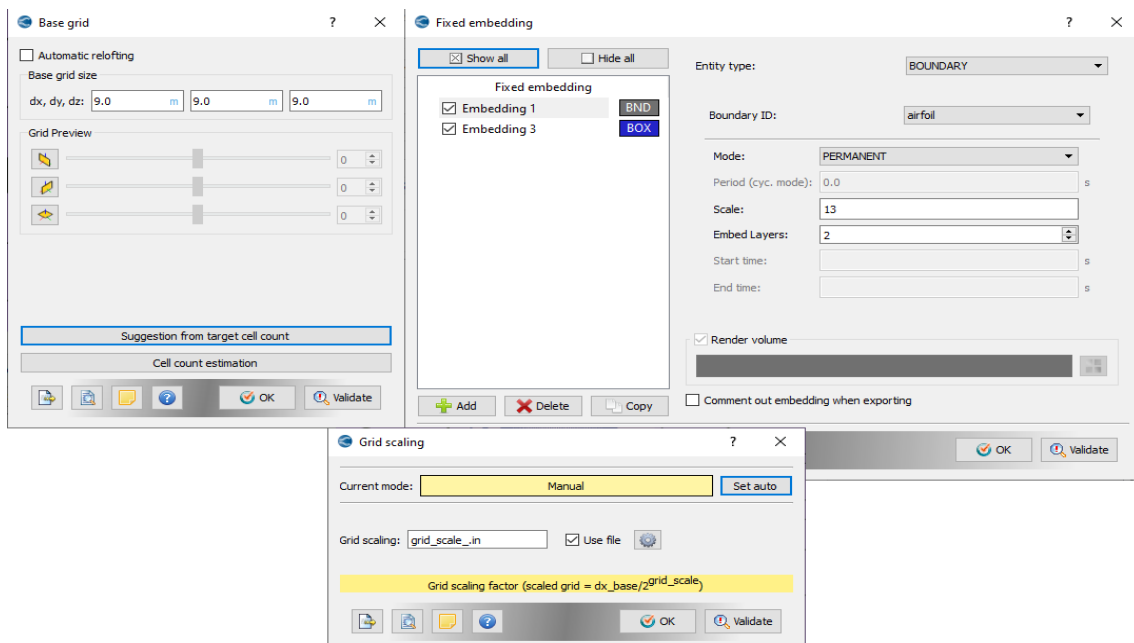 Base grid
?
Automatic relofting
Base grid size
dx, dy, dz: 9.0 m 9.0 m 9.0 m
Grid Preview
0
0
0
Suggestion from target cell count
Cell count estimation
OK Validate
Fixed embedding
?
Show all Hide all
Fixed embedding
Embedding 1 BND
Embedding 3 BOX
Add Delete Copy
Entity type: BOUNDARY
Boundary ID: airfoil
Mode: PERMANENT
Period (cyc. mode): 0.0 s
Scale: 13
Embed Layers: 2
Start time: s
End time: s
Render volume
Comment out embedding when exporting
OK Validate
Grid scaling
?
Current mode: Manual Set auto
Grid scaling: grid_scale_.in Use file
Grid scaling factor (scaled grid = dx_base/2^grid_scale)
? OK Validate